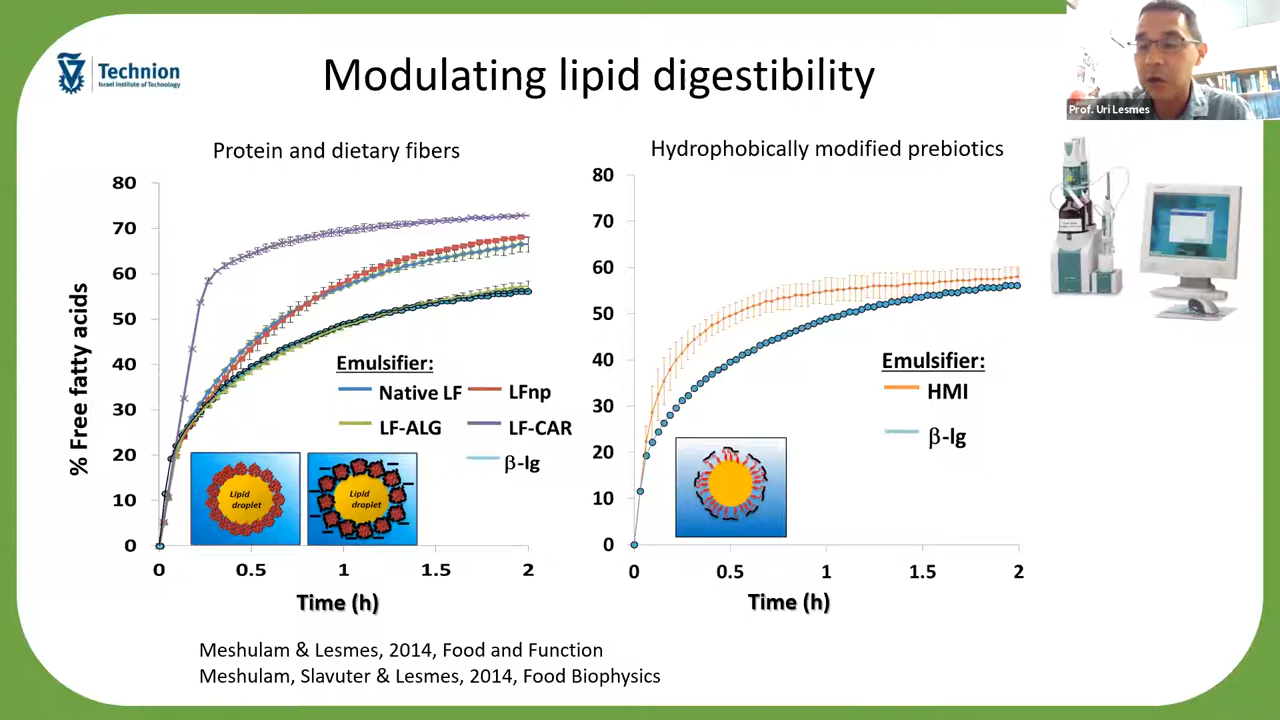 Technion
Israel Institute of Technology
Modulating lipid digestibility
Prof. Uri Lesmes
Protein and dietary fibers
% Free fatty acids
80
70
60
50
40
30
20
10
0
0
0.5
1
1.5
2
Time (h)
Emulsifier:
Native LF
LFnp
LF-ALG
LF-CAR
β-lg
Lipid
droplet
Lipid
droplet
Hydrophobically modified prebiotics
80
70
60
50
40
30
20
10
0
0
0.5
1
1.5
2
Time (h)
Emulsifier:
HMI
β-lg
Meshulam & Lesmes, 2014, Food and Function
Meshulam, Slavuter & Lesmes, 2014, Food Biophysics